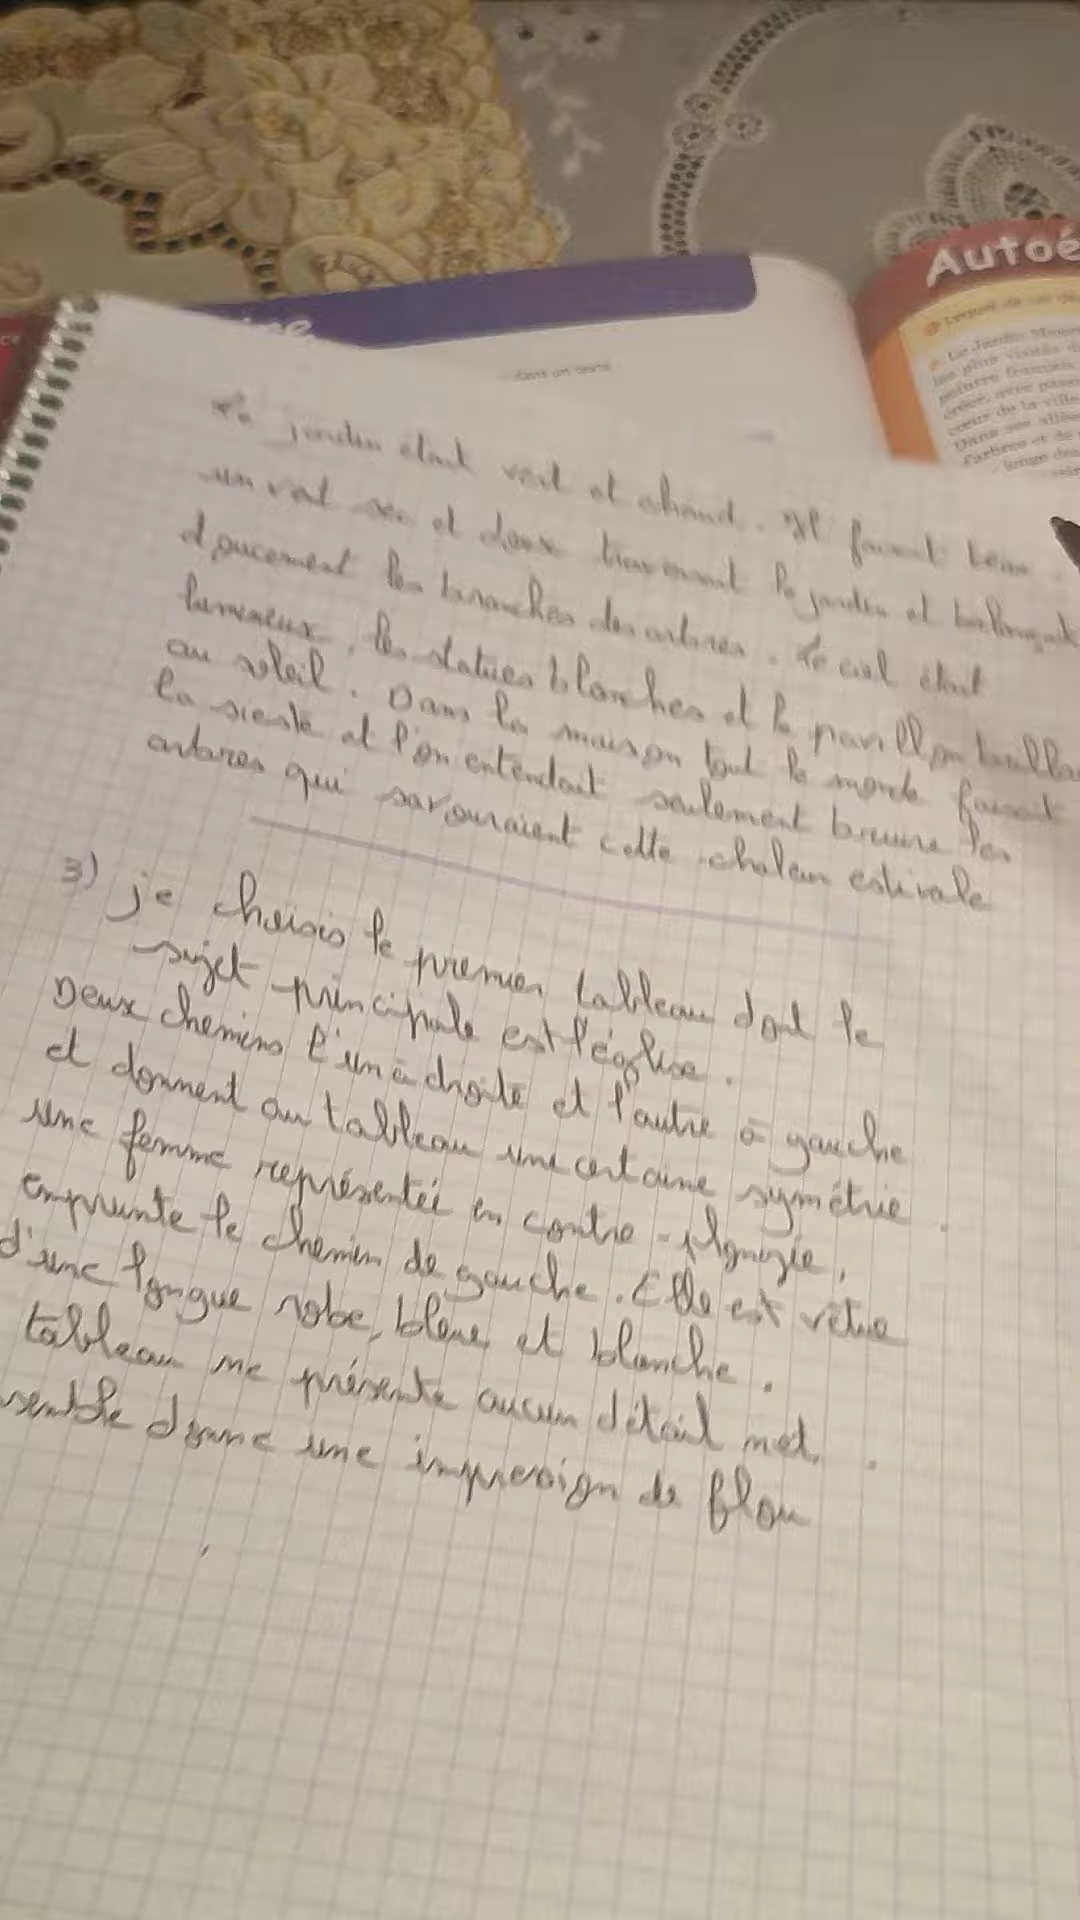 Autoé
dans un texte
Le jardin était vert et chaud. Il faisait beau.
un vent sec et doux traversait le jardin et balançait
doucement les branches des arbres. Le ciel était
lumineux, les statues blanches et le pavillon brillai
au soleil. Dans la maison tout le monde faisait
la sieste et l'on entendait seulement bruire les
arbres qui savouraient cette chaleur estivale
3) je choisis le premier tableau dont le
sujet principale est l'église.
Deux chemins l'un à droite et l'autre à gauche
et donnent au tableau une certaine symétrie.
une femme représentée en contre-plongée,
emprunte le chemin de gauche. Elle est vêtue
d'une longue robe, bleue et blanche.
tableau ne présente aucun détail net.
semble donne une impression de flou